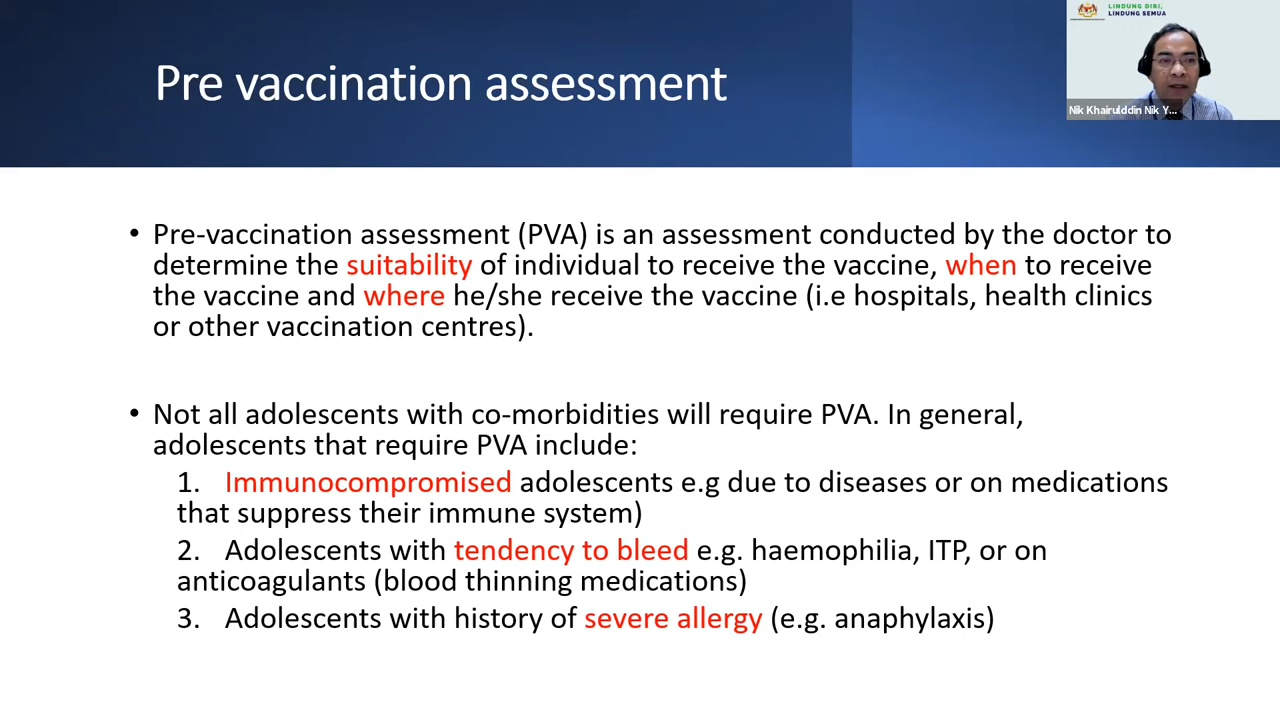 Pre vaccination assessment
LINDUNG DIRI,
LINDUNG SEMUA
Nik Khairulddin Nik Y...
• Pre-vaccination assessment (PVA) is an assessment conducted by the doctor to
determine the suitability of individual to receive the vaccine, when to receive
the vaccine and where he/she receive the vaccine (i.e hospitals, health clinics
or other vaccination centres).
• Not all adolescents with co-morbidities will require PVA. In general,
adolescents that require PVA include:
1. Immunocompromised adolescents e.g due to diseases or on medications
that suppress their immune system)
2. Adolescents with tendency to bleed e.g. haemophilia, ITP, or on
anticoagulants (blood thinning medications)
3. Adolescents with history of severe allergy (e.g. anaphylaxis)